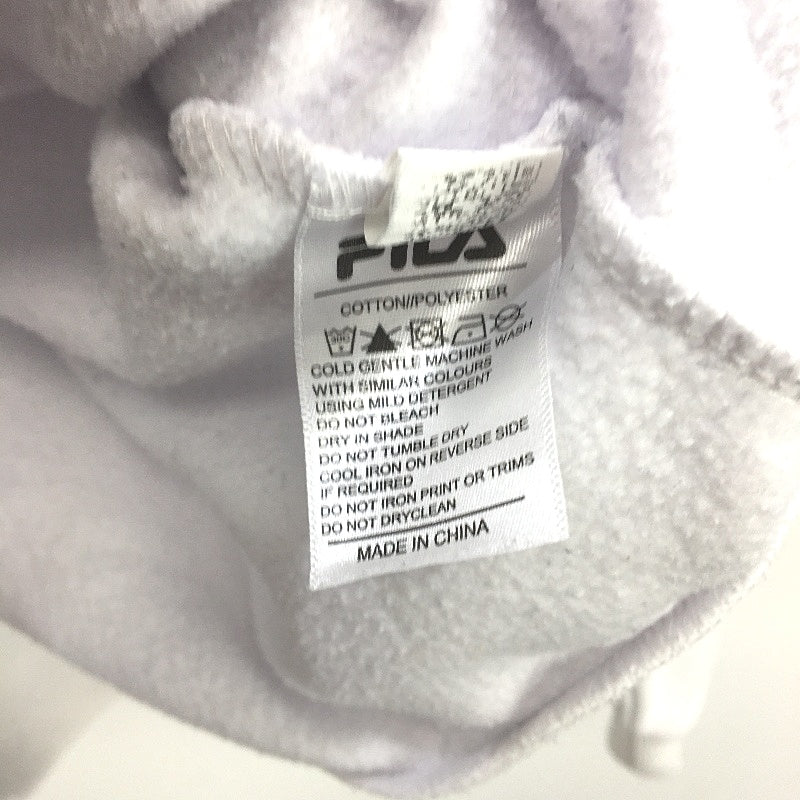 FILA
COTTON//POLYESTER
COLD GENTLE MACHINE WASH
WITH SIMILAR COLOURS
USING MILD DETERGENT
DO NOT BLEACH
DRY IN SHADE
DO NOT TUMBLE DRY
COOL IRON ON REVERSE SIDE
IF REQUIRED
DO NOT IRON PRINT OR TRIMS
DO NOT DRYCLEAN
MADE IN CHINA